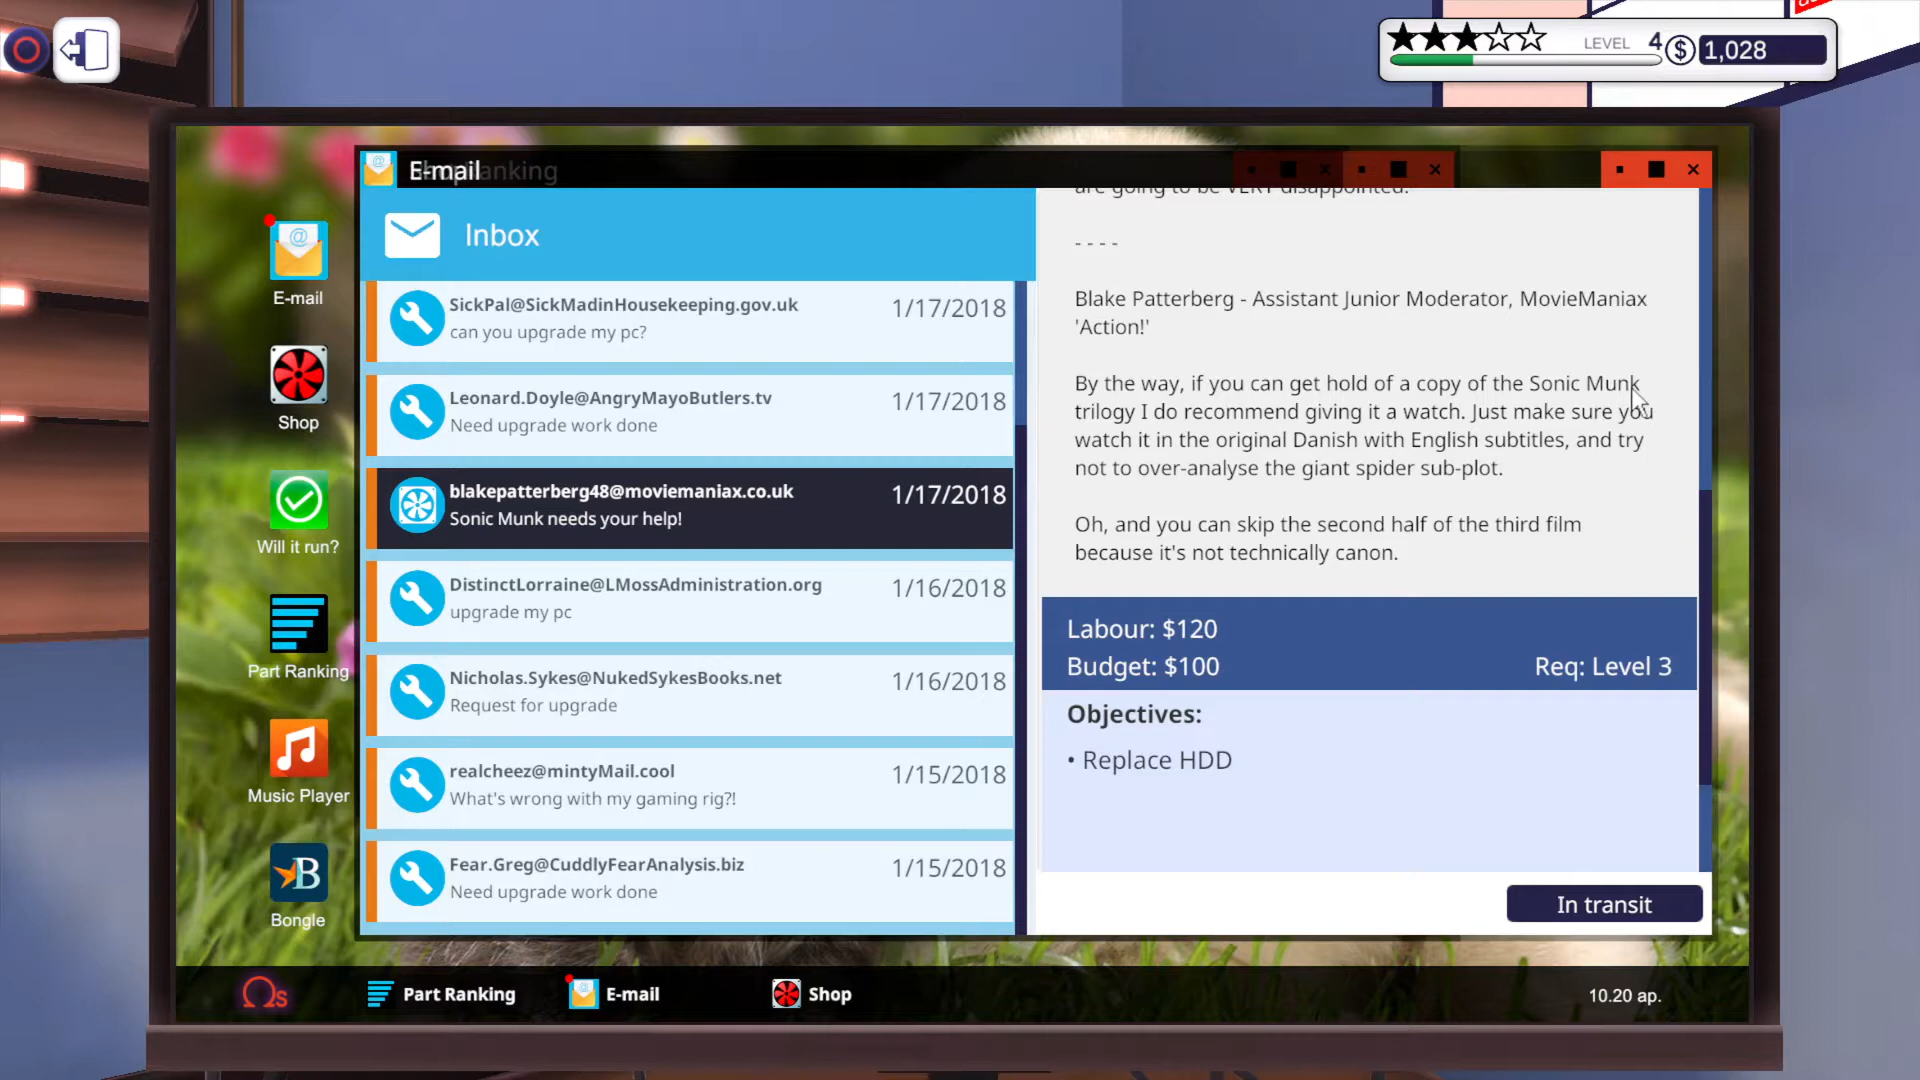 LEVEL 4 $ 1,028
E-mail
Inbox
are going to be VERY disappointed.
- - - -
Blake Patterberg - Assistant Junior Moderator, MovieManiax
'Action!'
By the way, if you can get hold of a copy of the Sonic Munk
trilogy I do recommend giving it a watch. Just make sure you
watch it in the original Danish with English subtitles, and try
not to over-analyse the giant spider sub-plot.
Oh, and you can skip the second half of the third film
because it's not technically canon.
Labour: $120
Budget: $100
Req: Level 3
Objectives:
• Replace HDD
In transit
SickPal@SickMadinHousekeeping.gov.uk 1/17/2018
can you upgrade my pc?
Leonard.Doyle@AngryMayoButlers.tv 1/17/2018
Need upgrade work done
blakepatterberg48@moviemaniax.co.uk 1/17/2018
Sonic Munk needs your help!
DistinctLorraine@LMossAdministration.org 1/16/2018
upgrade my pc
Nicholas.Sykes@NukedSykesBooks.net 1/16/2018
Request for upgrade
realcheez@mintyMail.cool 1/15/2018
What's wrong with my gaming rig?!
Fear.Greg@CuddlyFearAnalysis.biz 1/15/2018
Need upgrade work done
E-mail
Shop
Will it run?
Part Ranking
Music Player
B
Bongle
Ωs
Part Ranking
E-mail
Shop
10.20 ap.